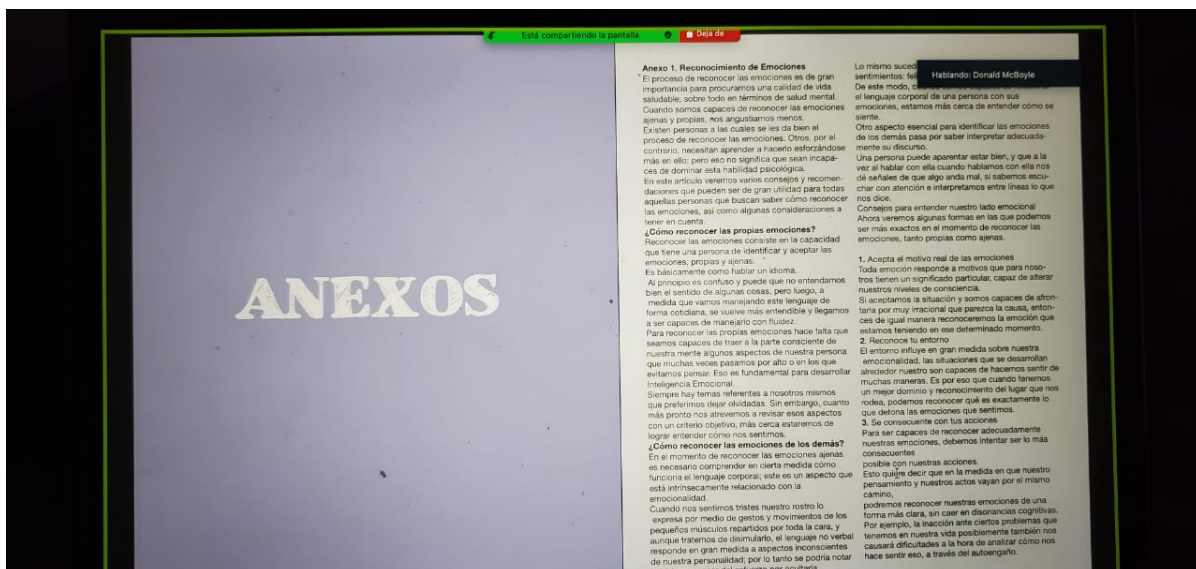 Está compartiendo la pantalla
Deja de
ANEXOS
Anexo 1. Reconocimiento de Emociones
El proceso de reconocer las emociones es de gran
importancia para procurarnos una calidad de vida
saludable, sobre todo en términos de salud mental.
Cuando somos capaces de reconocer las emociones
ajenas y propias, nos angustiamos menos.
Existen personas a las cuales se les da bien el
proceso de reconocer las emociones. Otros, por el
contrario, necesitan aprender a hacerlo esforzándose
más en ello; pero eso no significa que sean incapa-
ces de dominar esta habilidad psicológica.
En este artículo veremos varios consejos y recomen-
daciones que pueden ser de gran utilidad para todas
aquellas personas que buscan saber cómo reconocer
las emociones, así como algunas consideraciones a
tener en cuenta.
¿Cómo reconocer las propias emociones?
Reconocer las emociones consiste en la capacidad
que tiene una persona de identificar y aceptar las
emociones, propias y ajenas.
Es básicamente como hablar un idioma.
Al principio es confuso y puede que no entendamos
bien el sentido de algunas cosas, pero luego, a
medida que vamos manejando este lenguaje de
forma cotidiana, se vuelve más entendible y llegamos
a ser capaces de manejarlo con fluidez.
Para reconocer las propias emociones hace falta que
seamos capaces de traer a la parte consciente de
nuestra mente algunos aspectos de nuestra persona
que muchas veces pasamos por alto o en los que
evitamos pensar. Eso es fundamental para desarrollar
Inteligencia Emocional.
Siempre hay temas referentes a nosotros mismos
que preferimos dejar olvidadas. Sin embargo, cuanto
más pronto nos atrevemos a revisar esos aspectos
con un criterio objetivo, más cerca estaremos de
lograr entender cómo nos sentimos.
¿Cómo reconocer las emociones de los demás?
En el momento de reconocer las emociones ajenas
es necesario comprender en cierta medida cómo
funciona el lenguaje corporal; este es un aspecto que
está intrínsecamente relacionado con la
emocionalidad.
Cuando nos sentimos tristes nuestro rostro lo
expresa por medio de gestos y movimientos de los
pequeños músculos repartidos por toda la cara, y
aunque tratemos de disimularlo, el lenguaje no verbal
responde en gran medida a aspectos inconscientes
de nuestra personalidad; por lo tanto se podría notar
Lo mismo suced
sentimientos: fel
Hablando: Donald McBoyle
De este modo, c
el lenguaje corporal de una persona con sus
emociones, estamos más cerca de entender cómo se
siente.
Otro aspecto esencial para identificar las emociones
de los demás pasa por saber interpretar adecuada-
mente su discurso.
Una persona puede aparentar estar bien, y que a la
vez al hablar con ella cuando hablamos con ella nos
dé señales de que algo anda mal, si sabemos escu-
char con atención e interpretamos entre líneas lo que
nos dice.
Consejos para entender nuestro lado emocional
Ahora veremos algunas formas en las que podemos
ser más exactos en el momento de reconocer las
emociones, tanto propias como ajenas.
1. Acepta el motivo real de las emociones
Toda emoción responde a motivos que para noso-
tros tienen un significado particular, capaz de alterar
nuestros niveles de consciencia.
Si aceptamos la situación y somos capaces de afron-
tarla por muy irracional que parezca la causa, enton-
ces de igual manera reconoceremos la emoción que
estamos teniendo en ese determinado momento.
2. Reconoce tu entorno
El entorno influye en gran medida sobre nuestra
emocionalidad, las situaciones que se desarrollan
alrededor nuestro son capaces de hacernos sentir de
muchas maneras. Es por eso que cuando tenemos
un mejor dominio y reconocimiento del lugar que nos
rodea, podemos reconocer qué es exactamente lo
que detona las emociones que sentimos.
3. Se consecuente con tus acciones
Para ser capaces de reconocer adecuadamente
nuestras emociones, debemos intentar ser lo más
consecuentes
posible con nuestras acciones.
Esto quiere decir que en la medida en que nuestro
pensamiento y nuestros actos vayan por el mismo
camino,
podremos reconocer nuestras emociones de una
forma más clara, sin caer en disonancias cognitivas.
Por ejemplo, la inacción ante ciertos problemas que
tenemos en nuestra vida posiblemente también nos
causará dificultades a la hora de analizar cómo nos
hace sentir eso, a través del autoengaño.